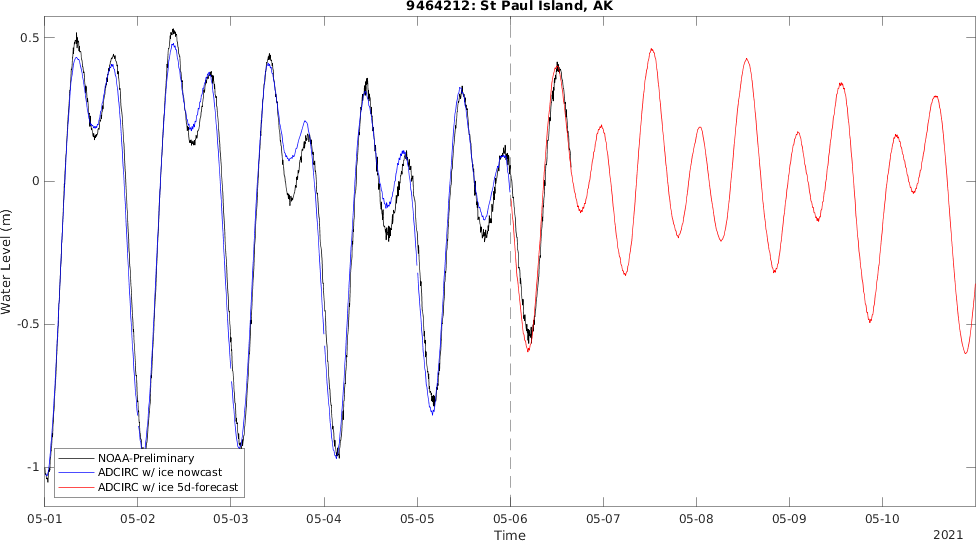 9464212: St Paul Island, AK
0.5
0
-0.5
-1
Water Level (m)
NOAA-Preliminary
ADCIRC w/ ice nowcast
ADCIRC w/ ice 5d-forecast
05-01 05-02 05-03 05-04 05-05 05-06 05-07 05-08 05-09 05-10
Time
2021